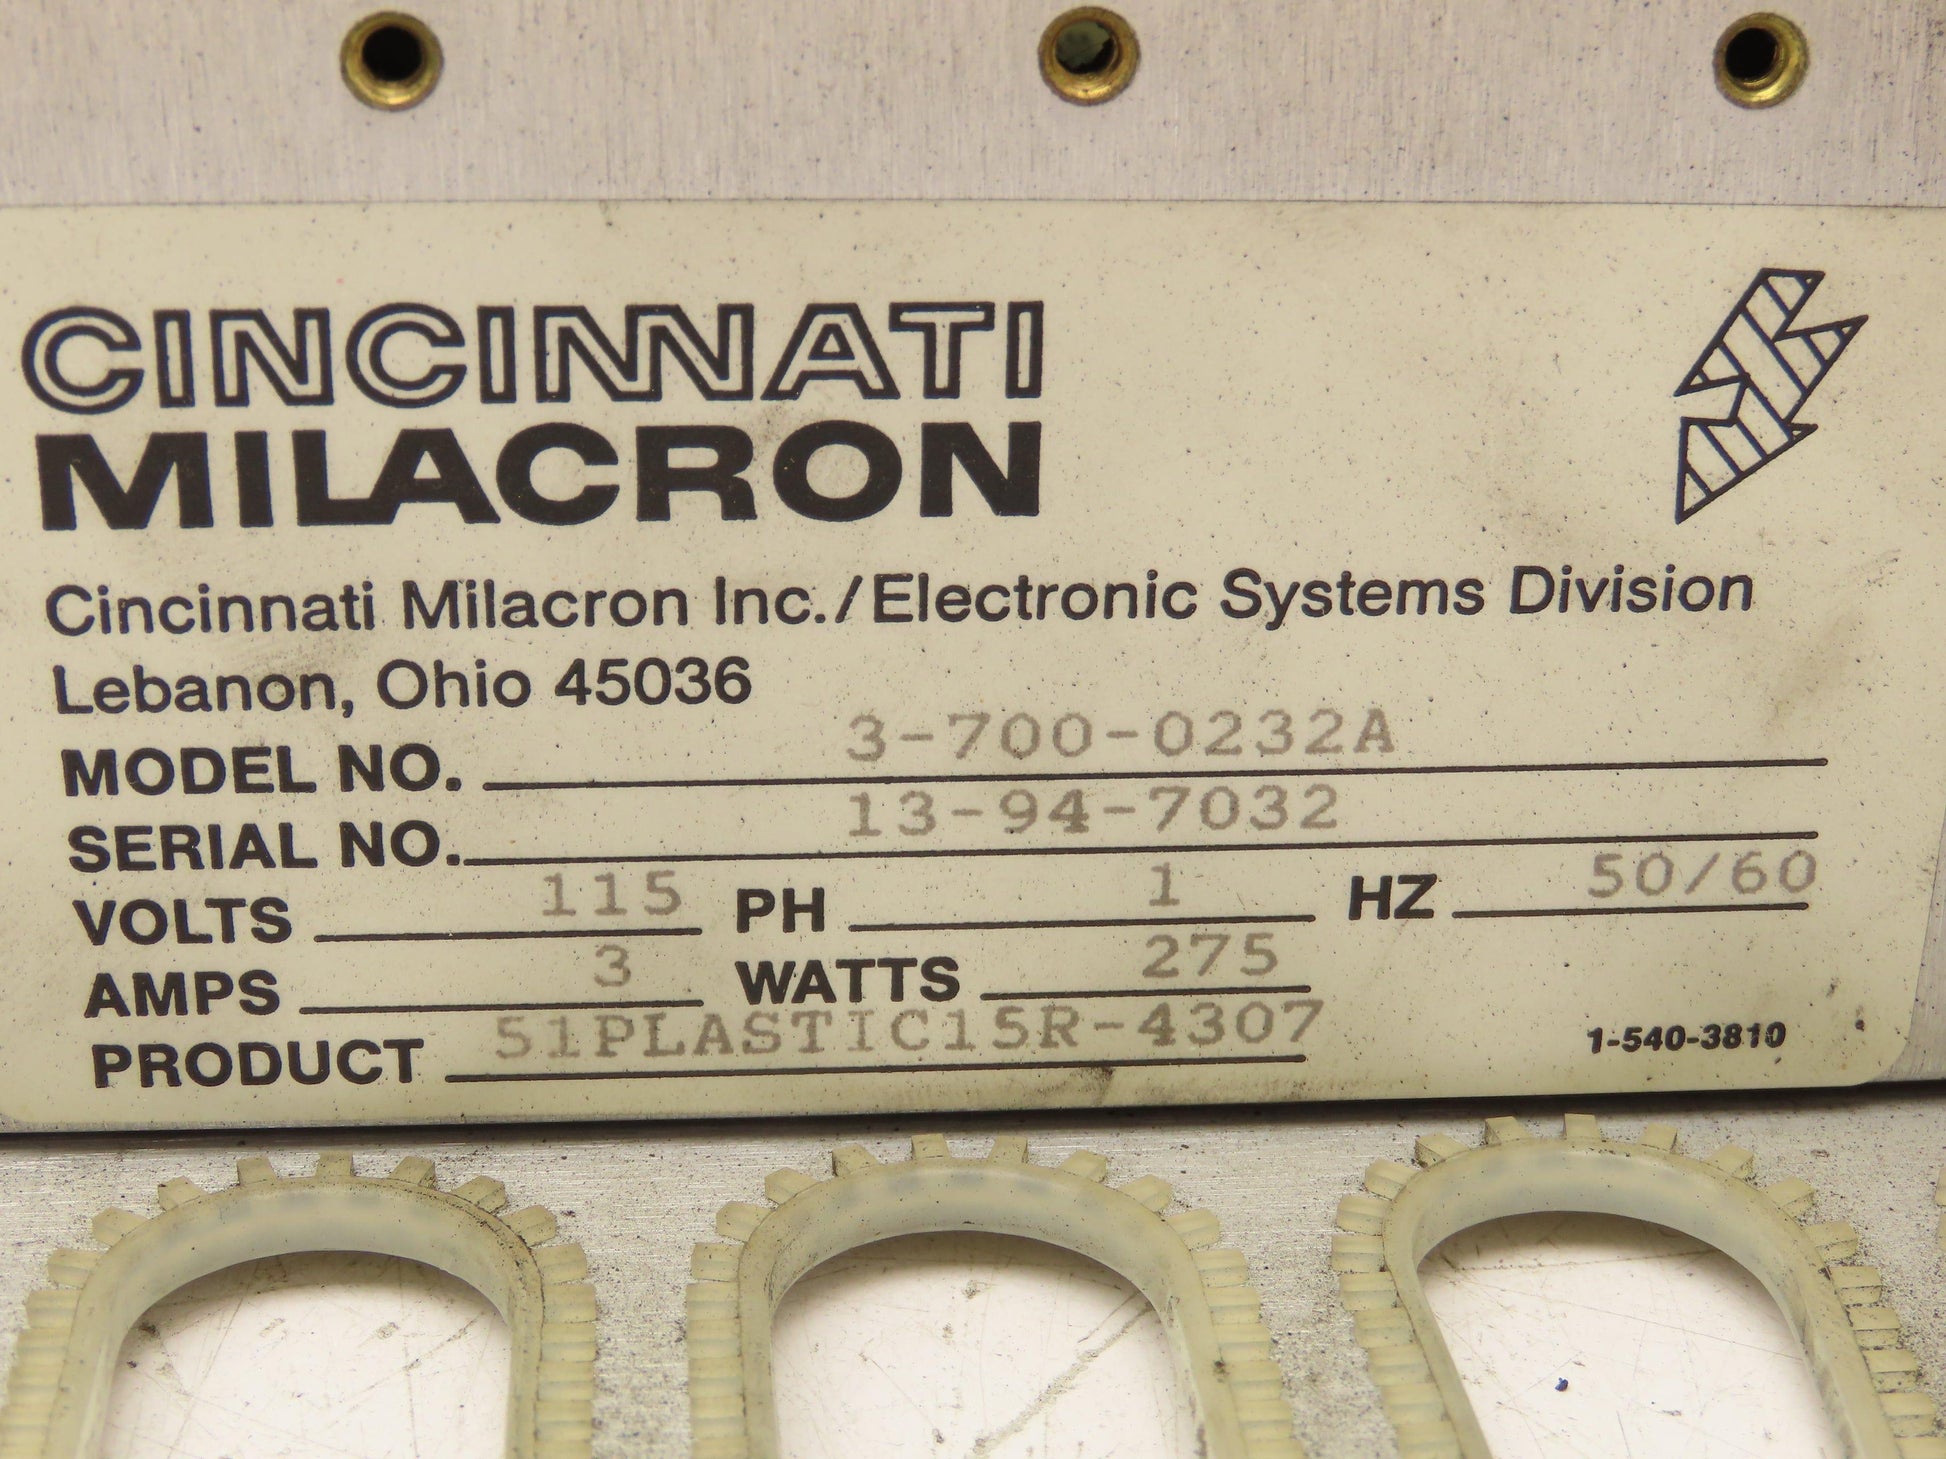 CINCINNATI
MILACRON
Cincinnati Milacron Inc./Electronic Systems Division
Lebanon, Ohio 45036
MODEL NO. 3-700-0232A
SERIAL NO. 13-94-7032
VOLTS 115 PH 1 HZ 50/60
AMPS 3 WATTS 275
PRODUCT 51PLASTIC15R-4307
1-540-3810